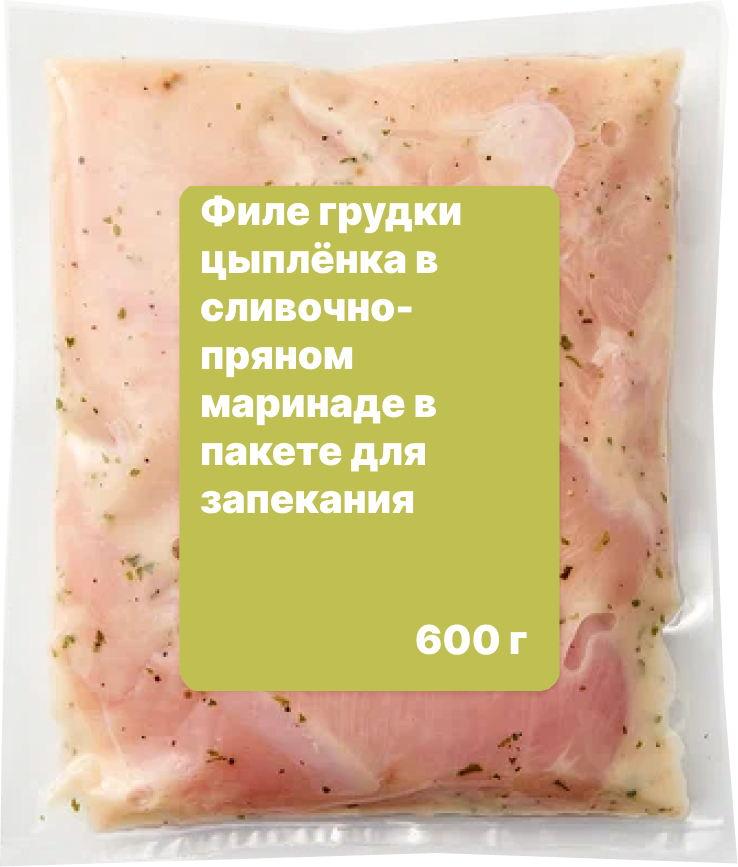 Филе грудки
цыплёнка в
сливочно-
пряном
маринаде в
пакете для
запекания
600 г